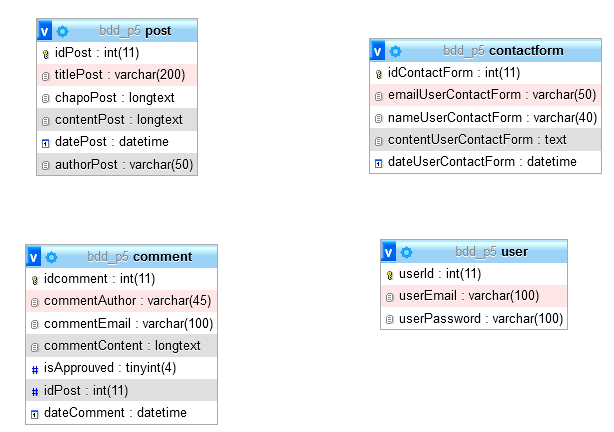 bdd_p5 post
idPost : int(11)
titlePost : varchar(200)
chapoPost : longtext
contentPost : longtext
datePost : datetime
authorPost : varchar(50)
bdd_p5 contactform
idContactForm : int(11)
emailUserContactForm : varchar(50)
nameUserContactForm : varchar(40)
contentUserContactForm : text
dateUserContactForm : datetime
bdd_p5 comment
idcomment : int(11)
commentAuthor : varchar(45)
commentEmail : varchar(100)
commentContent : longtext
isApprouved : tinyint(4)
idPost : int(11)
dateComment : datetime
bdd_p5 user
userId : int(11)
userEmail : varchar(100)
userPassword : varchar(100)